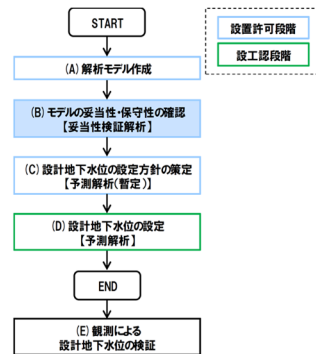 START
設置許可段階
設工認段階
(A) 解析モデル作成
(B) モデルの妥当性・保守性の確認
【妥当性検証解析】
(C) 設計地下水位の設定方針の策定
【予測解析(暫定)】
(D) 設計地下水位の設定
【予測解析】
END
(E) 観測による
設計地下水位の検証